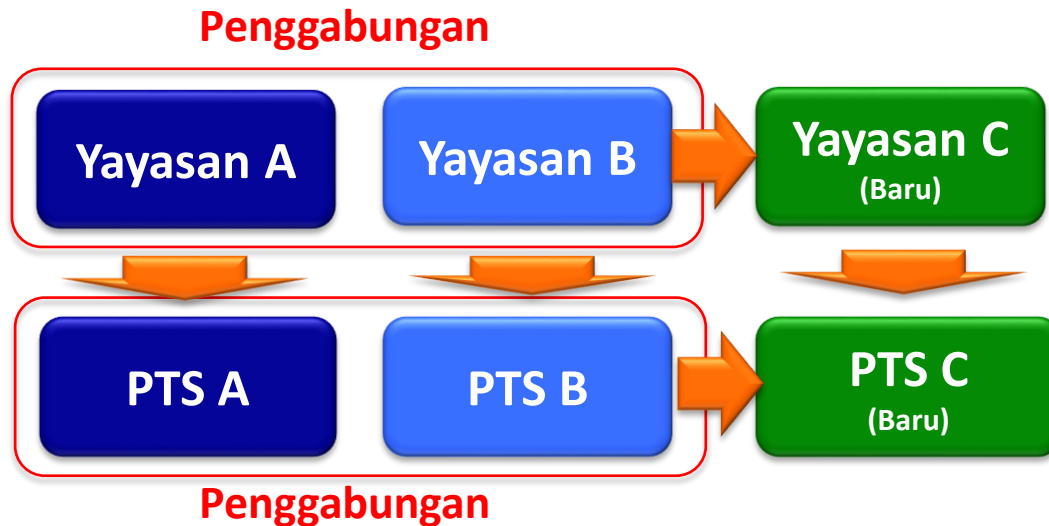 Penggabungan
Yayasan A
Yayasan B
Yayasan C
(Baru)
PTS A
PTS B
PTS C
(Baru)
Penggabungan